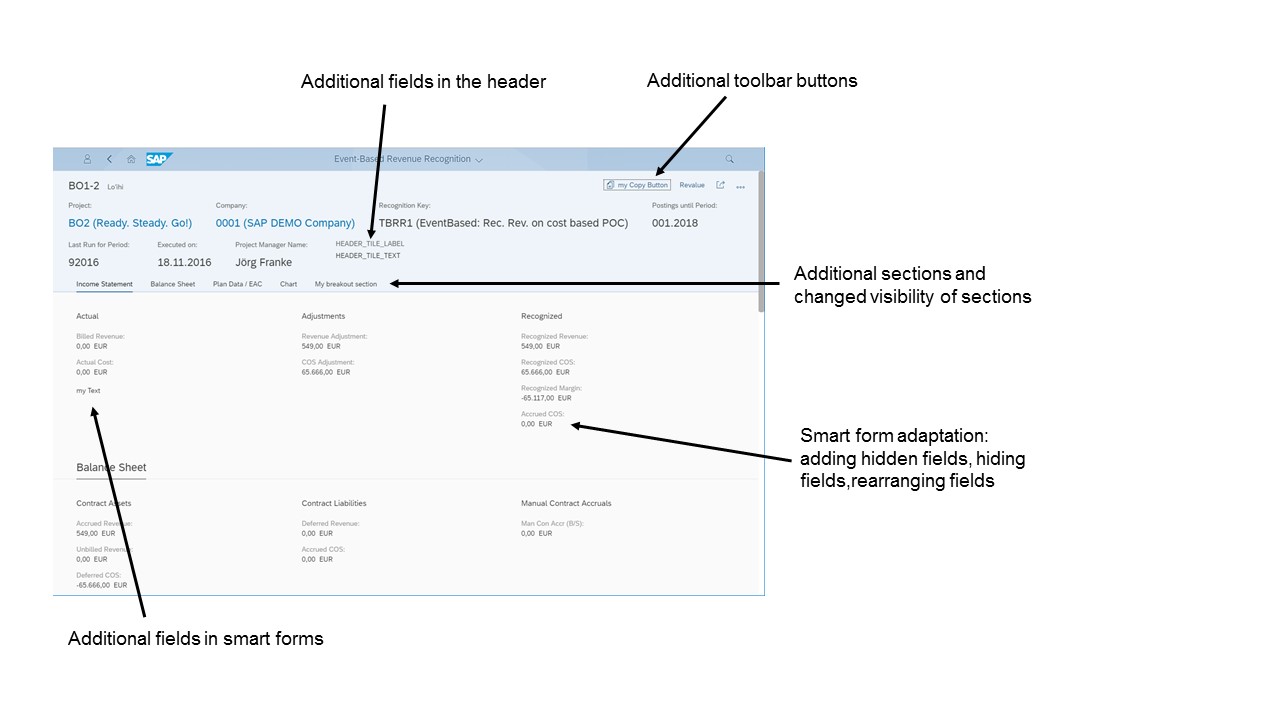 Additional fields in the header
Additional toolbar buttons
SAP
Event-Based Revenue Recognition
BO1-2 Lo'ihi
my Copy Button Revalue ...
Project: Company: Recognition Key: Postings until Period:
BO2 (Ready. Steady. Go!) 0001 (SAP DEMO Company) TBRR1 (EventBased: Rec. Rev. on cost based POC) 001.2018
Last Run for Period: Executed on: Project Manager Name: HEADER_TILE_LABEL
HEADER_TILE_TEXT
92016 18.11.2016 Jörg Franke
Income Statement Balance Sheet Plan Data / EAC Chart My breakout section
Additional sections and
changed visibility of sections
Actual Adjustments Recognized
Billed Revenue: Revenue Adjustment: Recognized Revenue:
0,00 EUR 549,00 EUR 549,00 EUR
Actual Cost: COS Adjustment: Recognized COS:
0,00 EUR 65.666,00 EUR 65.666,00 EUR
my Text
Recognized Margin:
-65.117,00 EUR
Accrued COS:
0,00 EUR
Smart form adaptation:
adding hidden fields, hiding
fields,rearranging fields
Balance Sheet
Contract Assets Contract Liabilities Manual Contract Accruals
Accrued Revenue: Deferred Revenue: Man Con Accr (B/S):
549,00 EUR 0,00 EUR 0,00 EUR
Unbilled Revenue: Accrued COS:
0,00 EUR 0,00 EUR
Deferred COS:
-65.666,00 EUR
Additional fields in smart forms